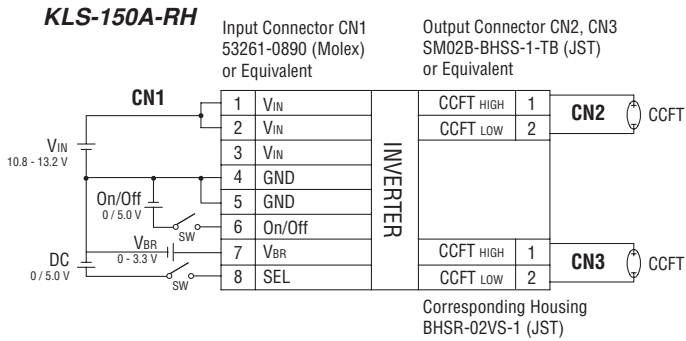 KLS-150A-RH
Input Connector CN1
53261-0890 (Molex)
or Equivalent
Output Connector CN2, CN3
SM02B-BHSS-1-TB (JST)
or Equivalent
CN1
1 VIN
2 VIN
3 VIN
4 GND
5 GND
6 On/Off
7 VBR
8 SEL
VIN
10.8 - 13.2 V
On/Off
0 / 5.0 V
SW
VBR
0 - 3.3 V
DC
0 / 5.0 V
SW
INVERTER
CCFT HIGH 1
CCFT LOW 2
CN2
CCFT
CCFT HIGH 1
CCFT LOW 2
CN3
CCFT
Corresponding Housing
BHSR-02VS-1 (JST)